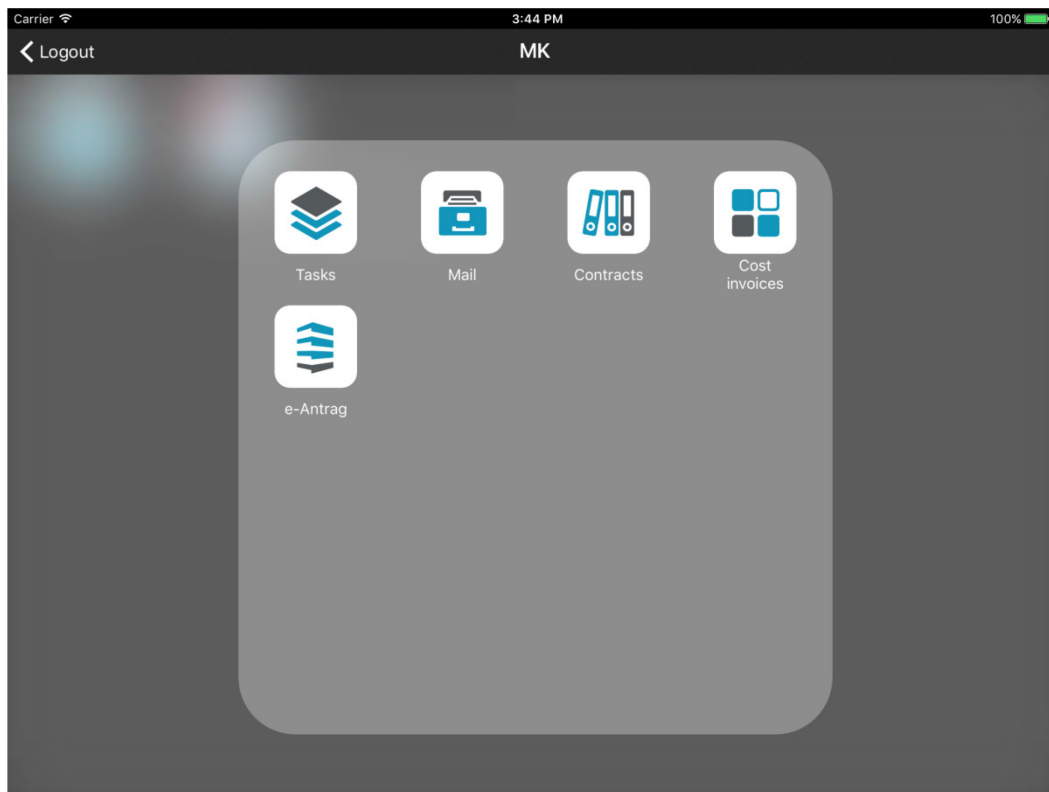 Carrier 3:44 PM 100%
Logout MK
Tasks Mail Contracts Cost
invoices
e-Antrag